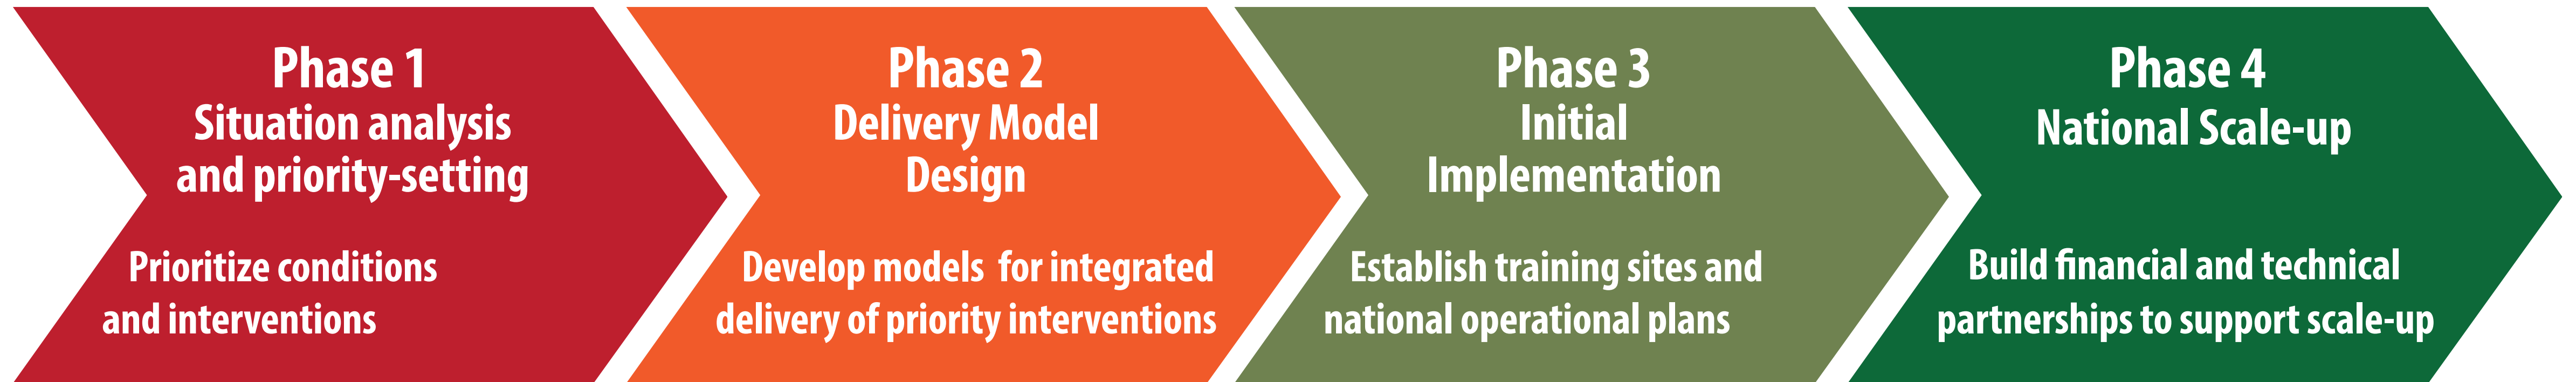 Phase 1
Situation analysis
and priority-setting
Prioritize conditions
and interventions
Phase 2
Delivery Model
Design
Develop models for integrated
delivery of priority interventions
Phase 3
Initial
Implementation
Establish training sites and
national operational plans
Phase 4
National Scale-up
Build financial and technical
partnerships to support scale-up